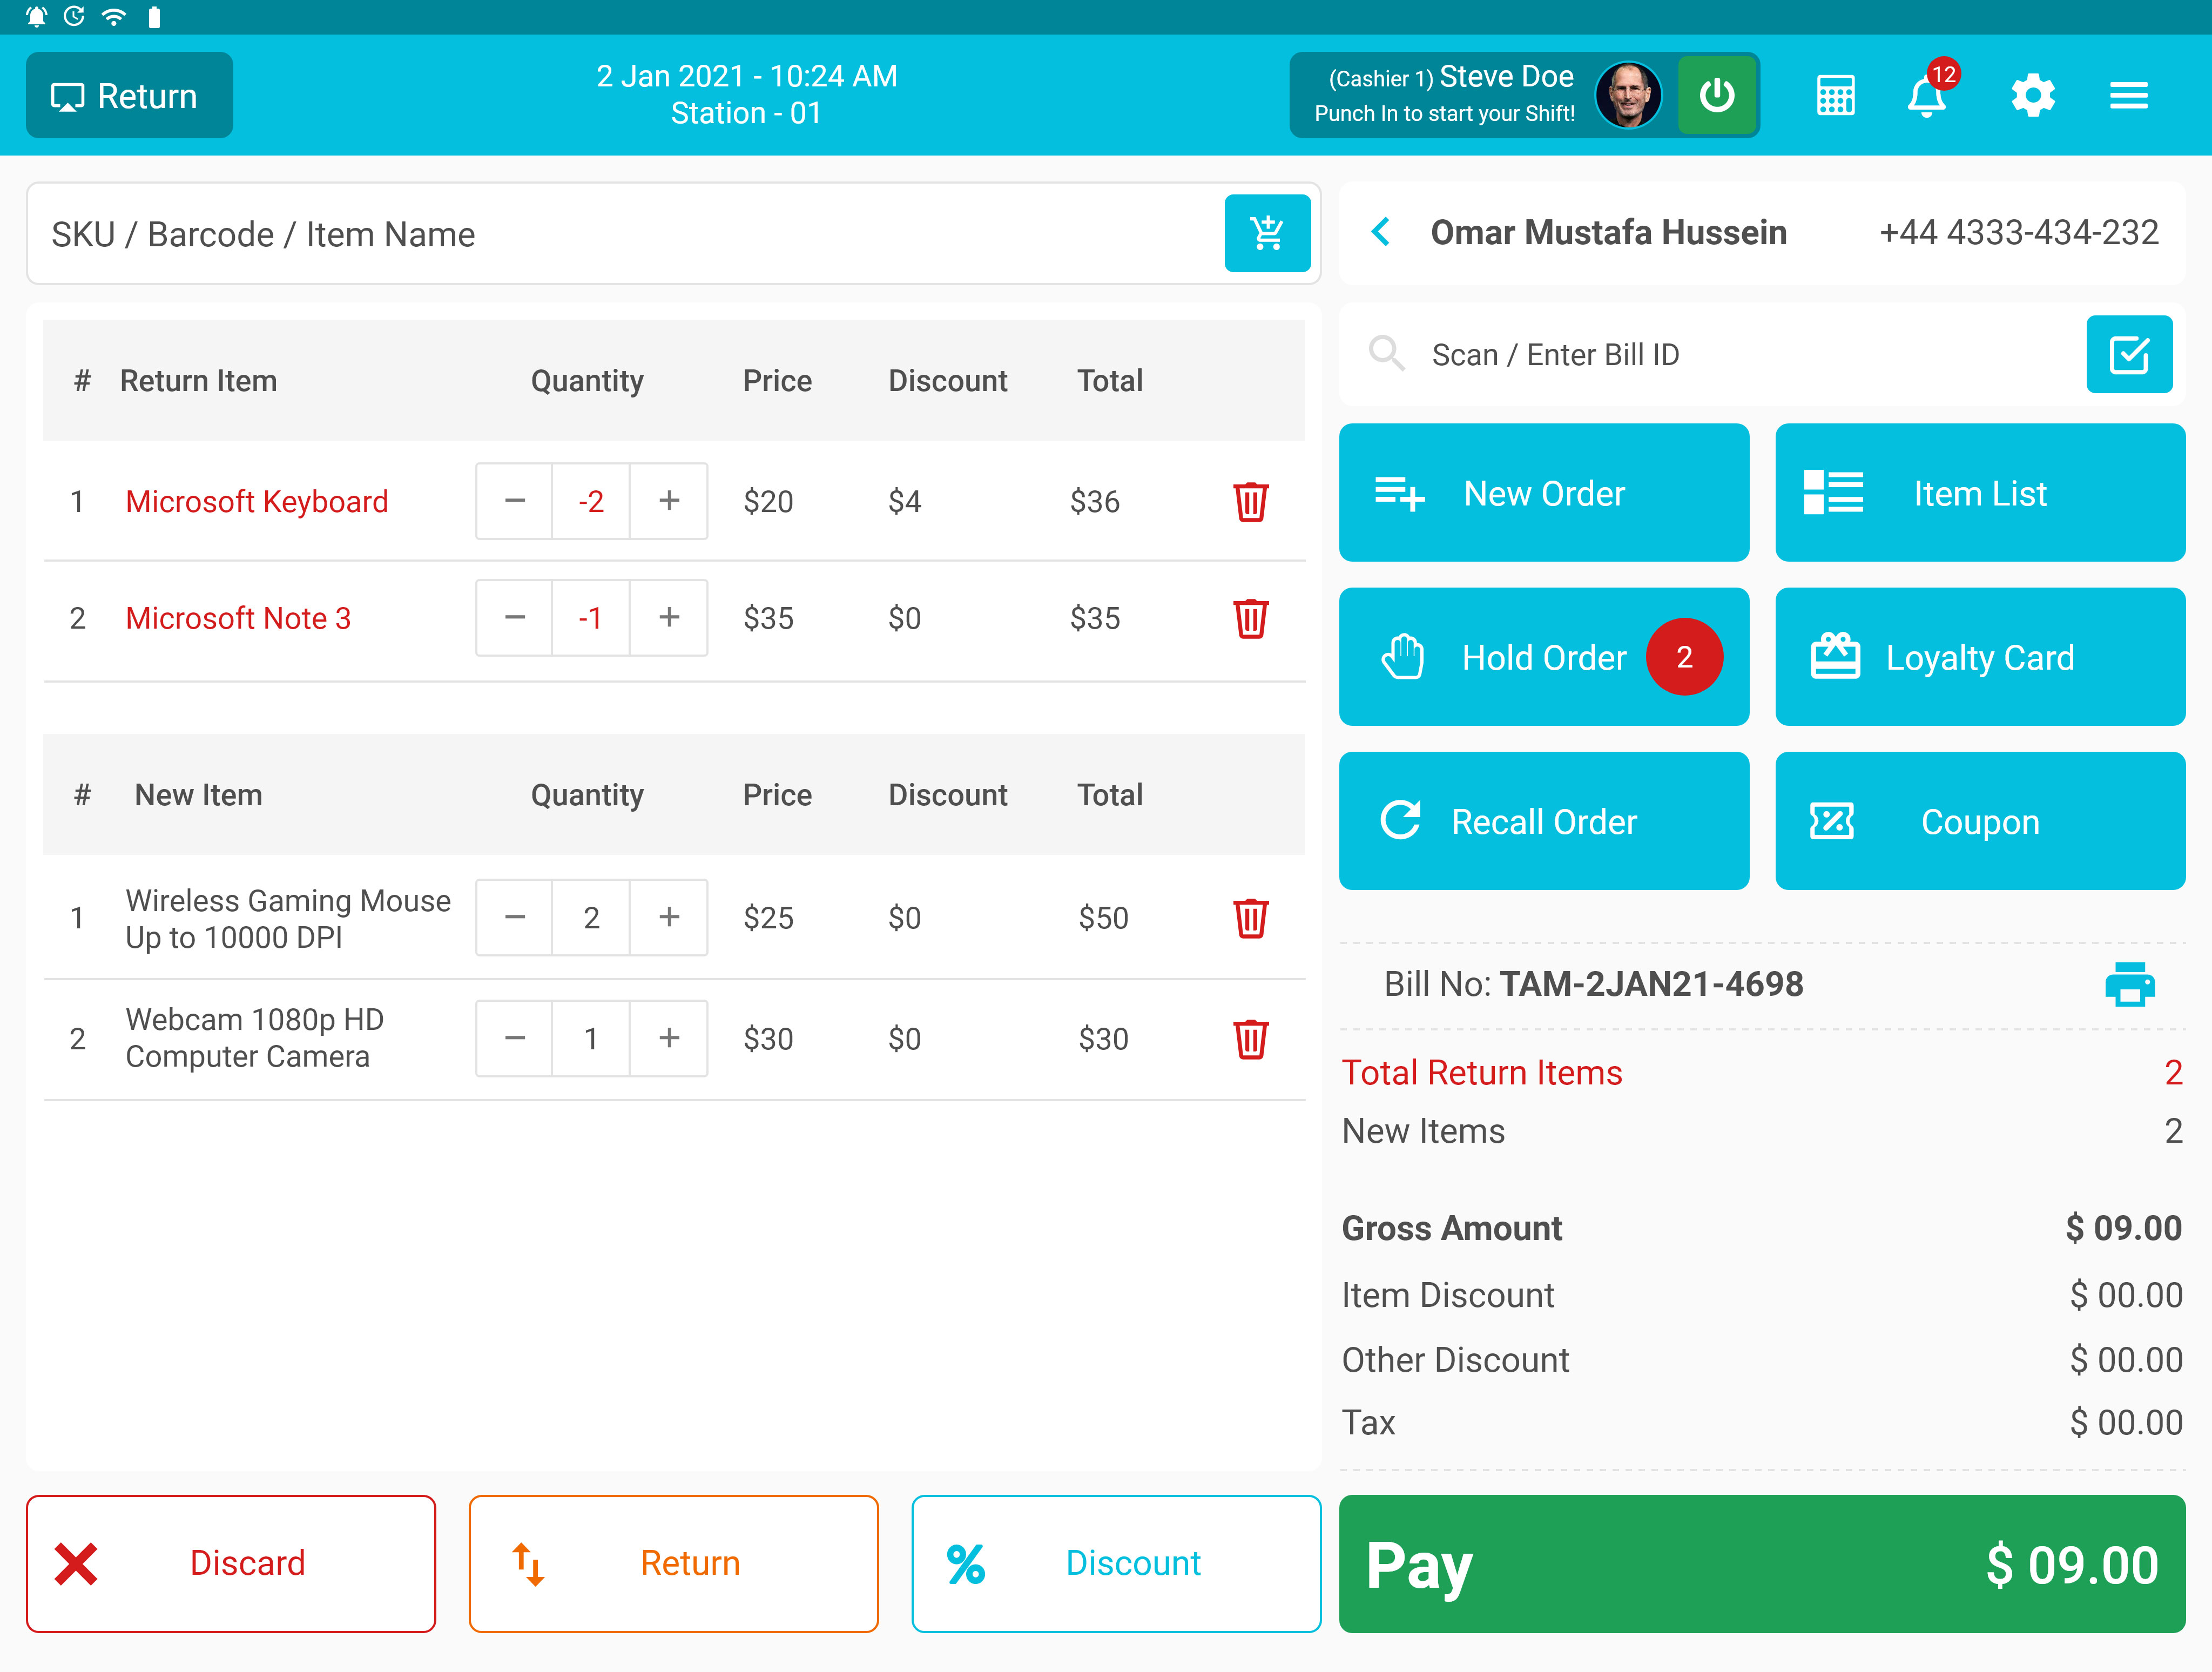 Return
2 Jan 2021 - 10:24 AM
Station - 01
(Cashier 1) Steve Doe
Punch In to start your Shift!
12
SKU / Barcode / Item Name
Omar Mustafa Hussein +44 4333-434-232
Scan / Enter Bill ID
# Return Item Quantity Price Discount Total
1 Microsoft Keyboard − -2 + $20 $4 $36
2 Microsoft Note 3 − -1 + $35 $0 $35
# New Item Quantity Price Discount Total
1 Wireless Gaming Mouse
Up to 10000 DPI − 2 + $25 $0 $50
2 Webcam 1080p HD
Computer Camera − 1 + $30 $0 $30
New Order
Item List
Hold Order 2
Loyalty Card
Recall Order
Coupon
Bill No: TAM-2JAN21-4698
Total Return Items 2
New Items 2
Gross Amount $ 09.00
Item Discount $ 00.00
Other Discount $ 00.00
Tax $ 00.00
Discard
Return
% Discount
Pay $ 09.00